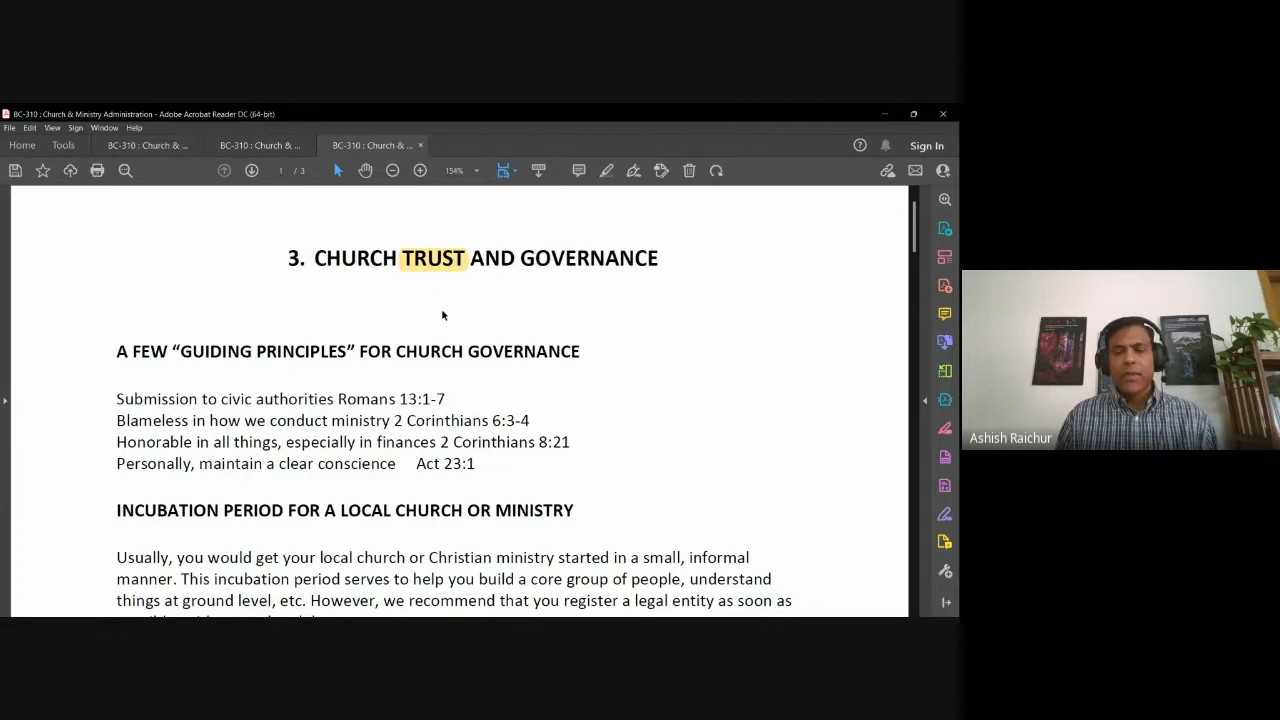 BC-310 : Church & Ministry Administration - Adobe Acrobat Reader DC (64-bit)
File Edit View Sign Window Help
Home Tools BC-310 : Church & ... BC-310 : Church & ... BC-310 : Church & ... ×
Sign In
1 / 3 154%
3. CHURCH TRUST AND GOVERNANCE
A FEW “GUIDING PRINCIPLES” FOR CHURCH GOVERNANCE
Submission to civic authorities Romans 13:1-7
Blameless in how we conduct ministry 2 Corinthians 6:3-4
Honorable in all things, especially in finances 2 Corinthians 8:21
Personally, maintain a clear conscience Act 23:1
INCUBATION PERIOD FOR A LOCAL CHURCH OR MINISTRY
Usually, you would get your local church or Christian ministry started in a small, informal
manner. This incubation period serves to help you build a core group of people, understand
things at ground level, etc. However, we recommend that you register a legal entity as soon as
Ashish Raichur